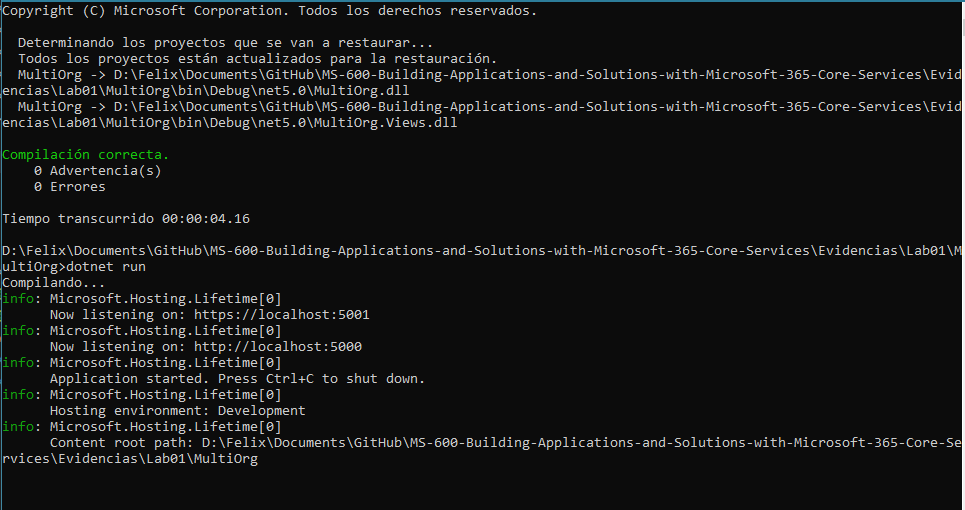 Copyright (C) Microsoft Corporation. Todos los derechos reservados.
Determinando los proyectos que se van a restaurar...
Todos los proyectos están actualizados para la restauración.
MultiOrg -> D:\Felix\Documents\GitHub\MS-600-Building-Applications-and-Solutions-with-Microsoft-365-Core-Services\Evid
encias\Lab01\MultiOrg\bin\Debug\net5.0\MultiOrg.dll
MultiOrg -> D:\Felix\Documents\GitHub\MS-600-Building-Applications-and-Solutions-with-Microsoft-365-Core-Services\Evid
encias\Lab01\MultiOrg\bin\Debug\net5.0\MultiOrg.Views.dll
Compilación correcta.
0 Advertencia(s)
0 Errores
Tiempo transcurrido 00:00:04.16
D:\Felix\Documents\GitHub\MS-600-Building-Applications-and-Solutions-with-Microsoft-365-Core-Services\Evidencias\Lab01\M
ultiOrg>dotnet run
Compilando...
info: Microsoft.Hosting.Lifetime[0]
Now listening on: https://localhost:5001
info: Microsoft.Hosting.Lifetime[0]
Now listening on: http://localhost:5000
info: Microsoft.Hosting.Lifetime[0]
Application started. Press Ctrl+C to shut down.
info: Microsoft.Hosting.Lifetime[0]
Hosting environment: Development
info: Microsoft.Hosting.Lifetime[0]
Content root path: D:\Felix\Documents\GitHub\MS-600-Building-Applications-and-Solutions-with-Microsoft-365-Core-Se
rvices\Evidencias\Lab01\MultiOrg